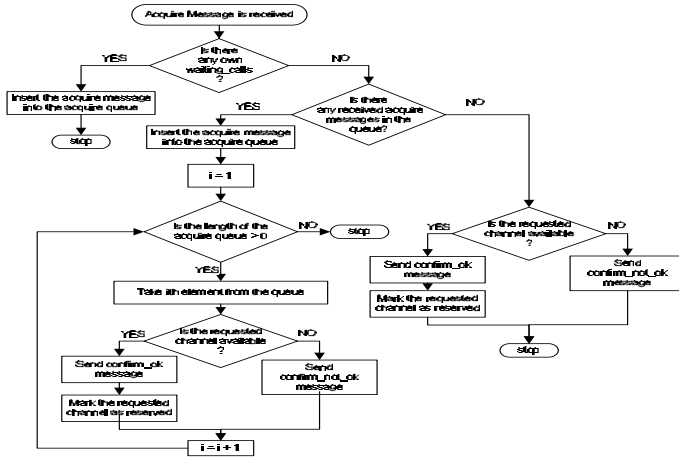 Acquire Message is received
Is there
any own
waiting_calls
?
YES
NO
Insert the acquire message
into the acquire queue
stop
Is there
any received acquire
messages in the
queue?
YES
NO
Insert the acquire message
into the acquire queue
i = 1
Is the length of the
acquire queue > 0
NO
stop
YES
Take ith element from the queue
Is the requested
channel available
?
YES
NO
Send confirm_ok
message
Mark the requested
channel as reserved
Send
confirm_not_ok
message
i = i + 1
Is the requested
channel available
?
YES
NO
Send confirm_ok
message
Mark the requested
channel as reserved
Send
confirm_not_ok
message
stop